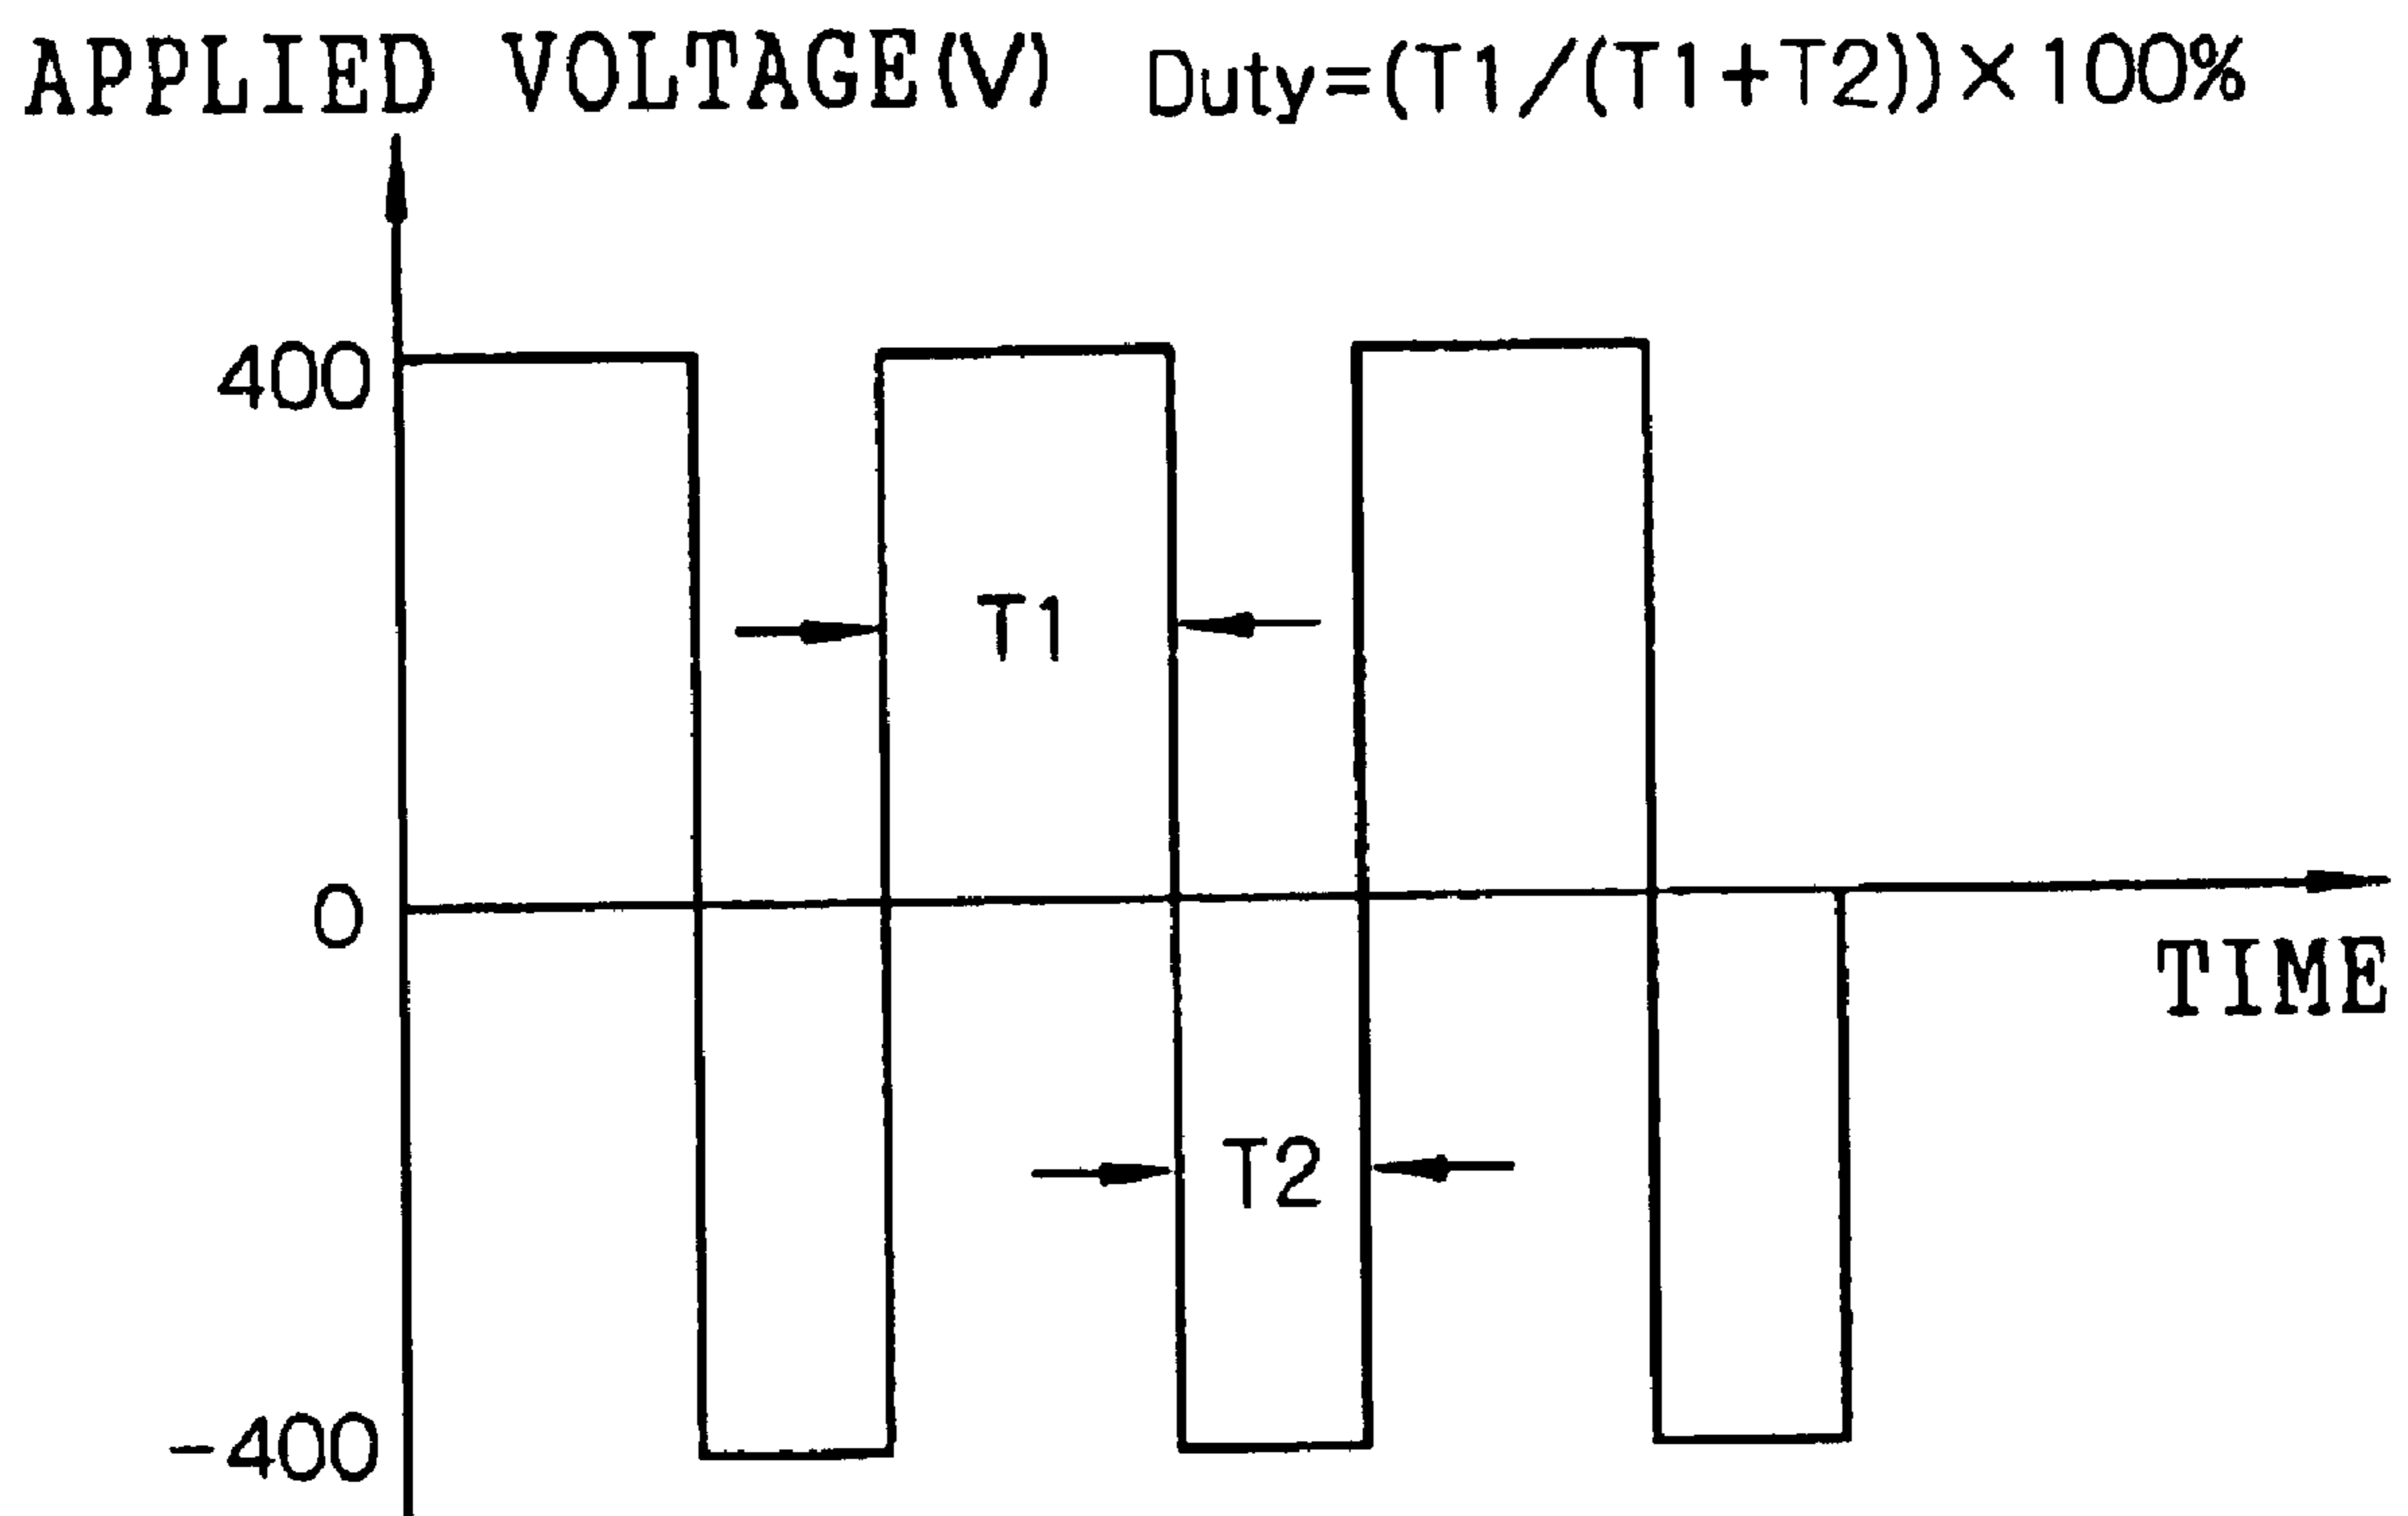 APPLIED VOLTAGE(V) Duty=(T1/(T1+T2))×100%
400
T1
0
TIME
T2
-400